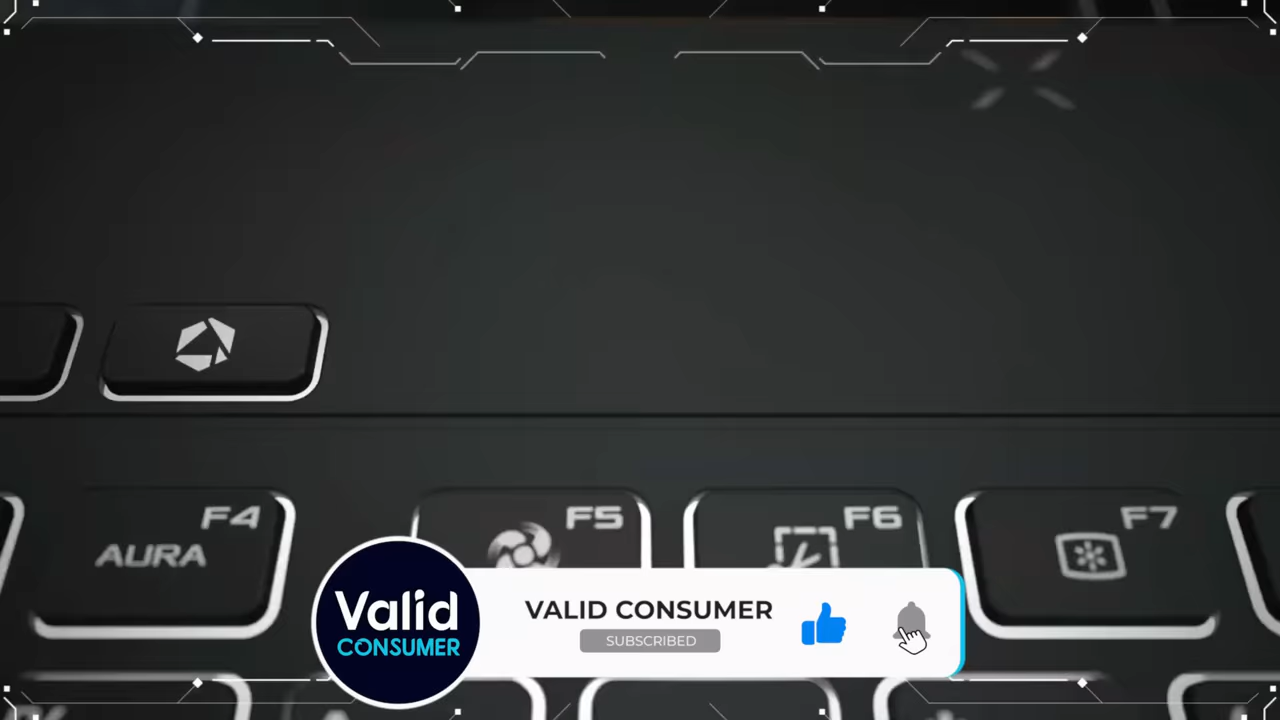 F4
AURA
F5
F6
F7
Valid
CONSUMER
VALID CONSUMER
SUBSCRIBED